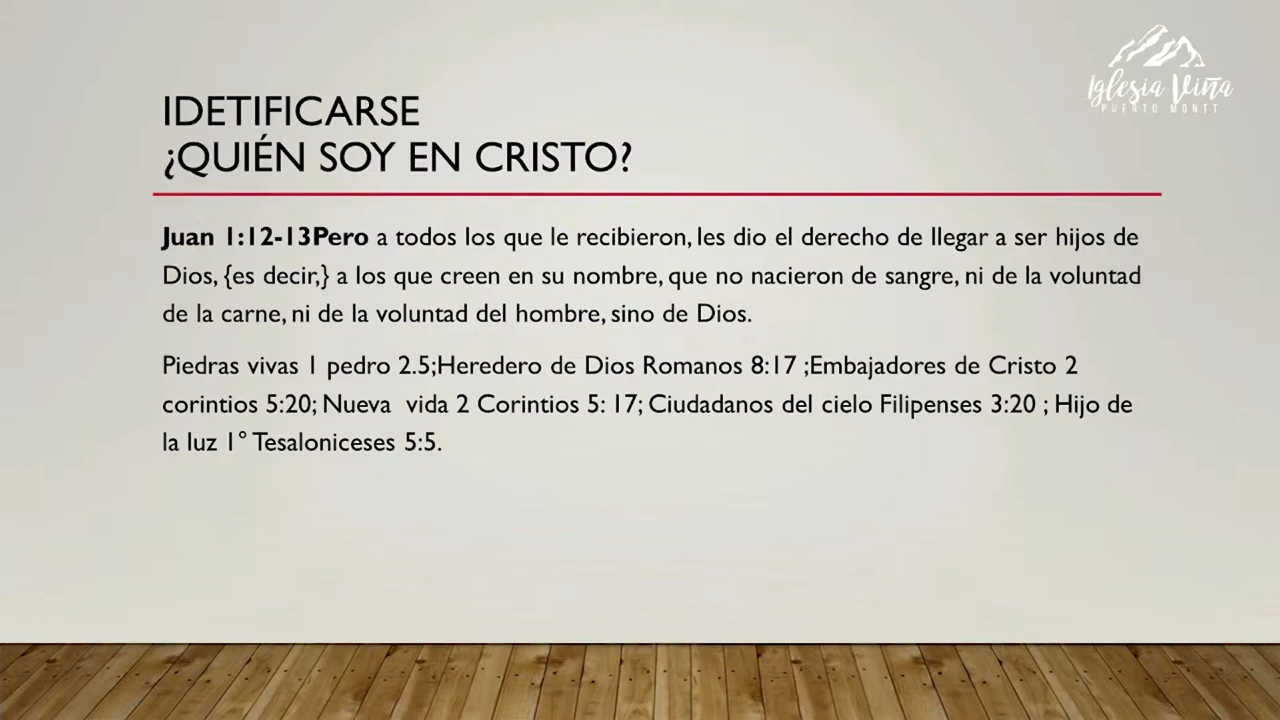 Iglesia Viña
PUERTO MONTT
IDETIFICARSE
¿QUIÉN SOY EN CRISTO?
Juan 1:12-13Pero a todos los que le recibieron, les dio el derecho de llegar a ser hijos de
Dios, {es decir,} a los que creen en su nombre, que no nacieron de sangre, ni de la voluntad
de la carne, ni de la voluntad del hombre, sino de Dios.
Piedras vivas 1 pedro 2.5;Heredero de Dios Romanos 8:17 ;Embajadores de Cristo 2
corintios 5:20; Nueva  vida 2 Corintios 5: 17; Ciudadanos del cielo Filipenses 3:20 ; Hijo de
la luz 1° Tesaloniceses 5:5.